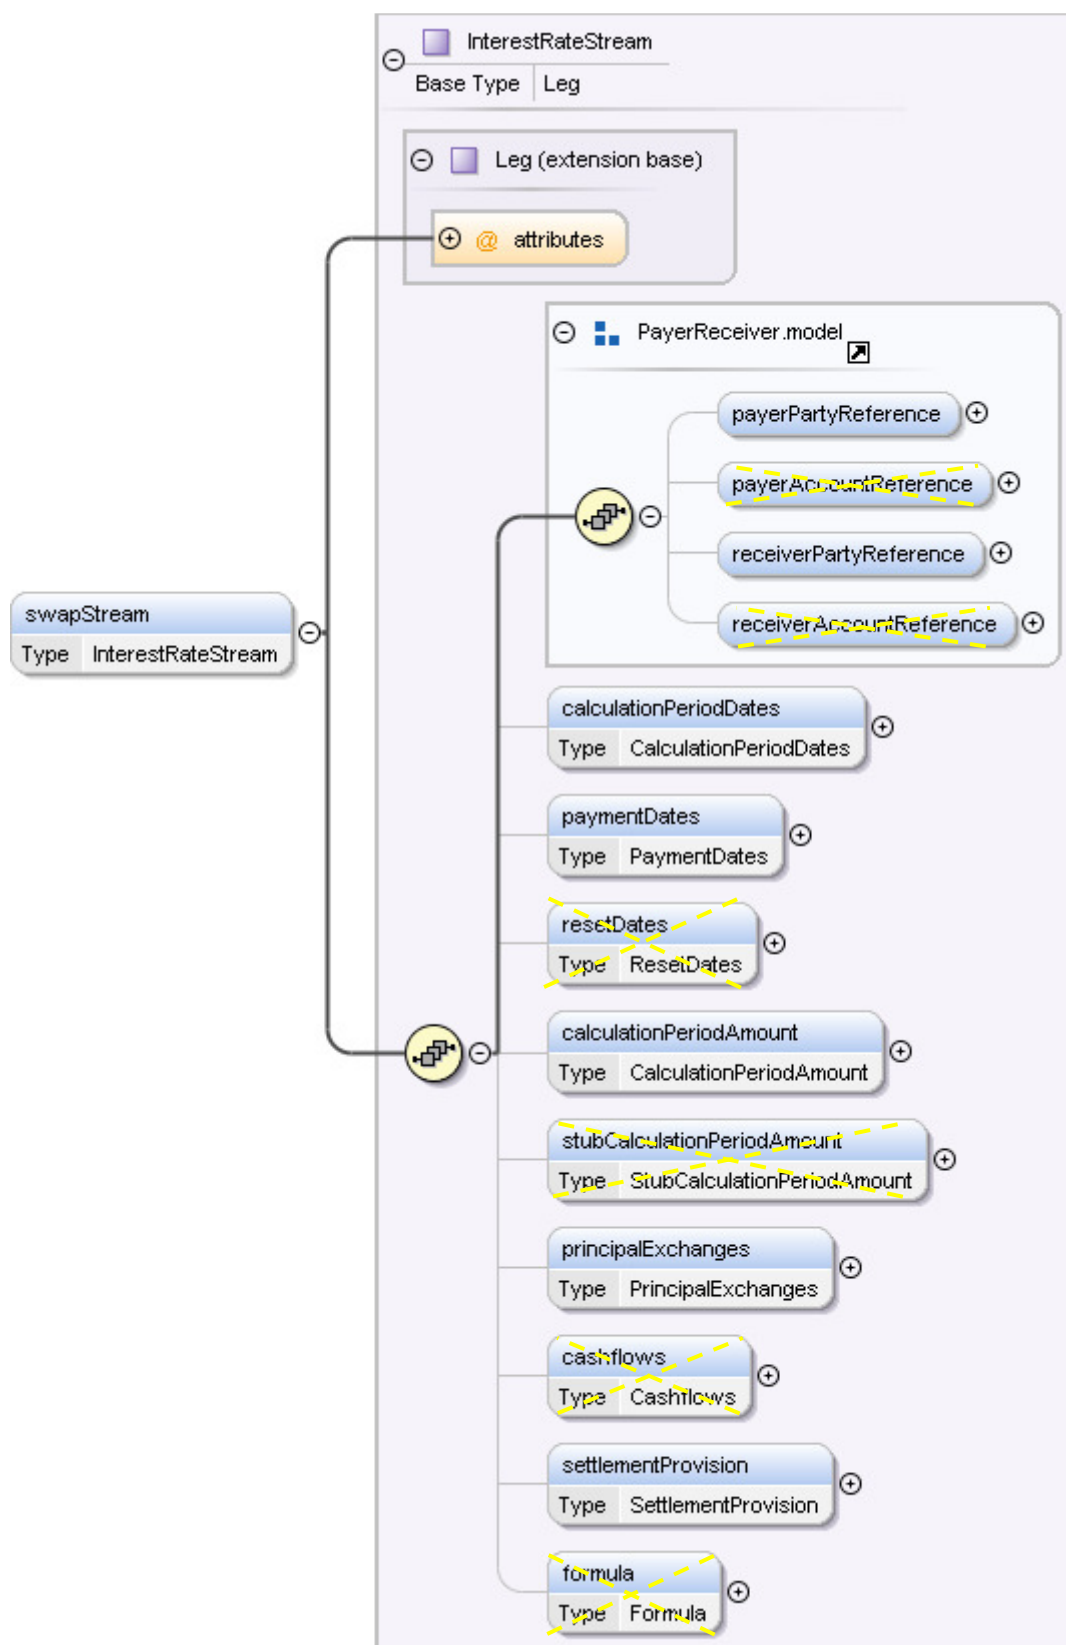 InterestRateStream
Base Type Leg
Leg (extension base)
@ attributes
PayerReceiver.model
payerPartyReference
payerAccountReference
receiverPartyReference
receiverAccountReference
swapStream
Type InterestRateStream
calculationPeriodDates
Type CalculationPeriodDates
paymentDates
Type PaymentDates
resetDates
Type ResetDates
calculationPeriodAmount
Type CalculationPeriodAmount
stubCalculationPeriodAmount
Type StubCalculationPeriodAmount
principalExchanges
Type PrincipalExchanges
cashflows
Type Cashflows
settlementProvision
Type SettlementProvision
formula
Type Formula